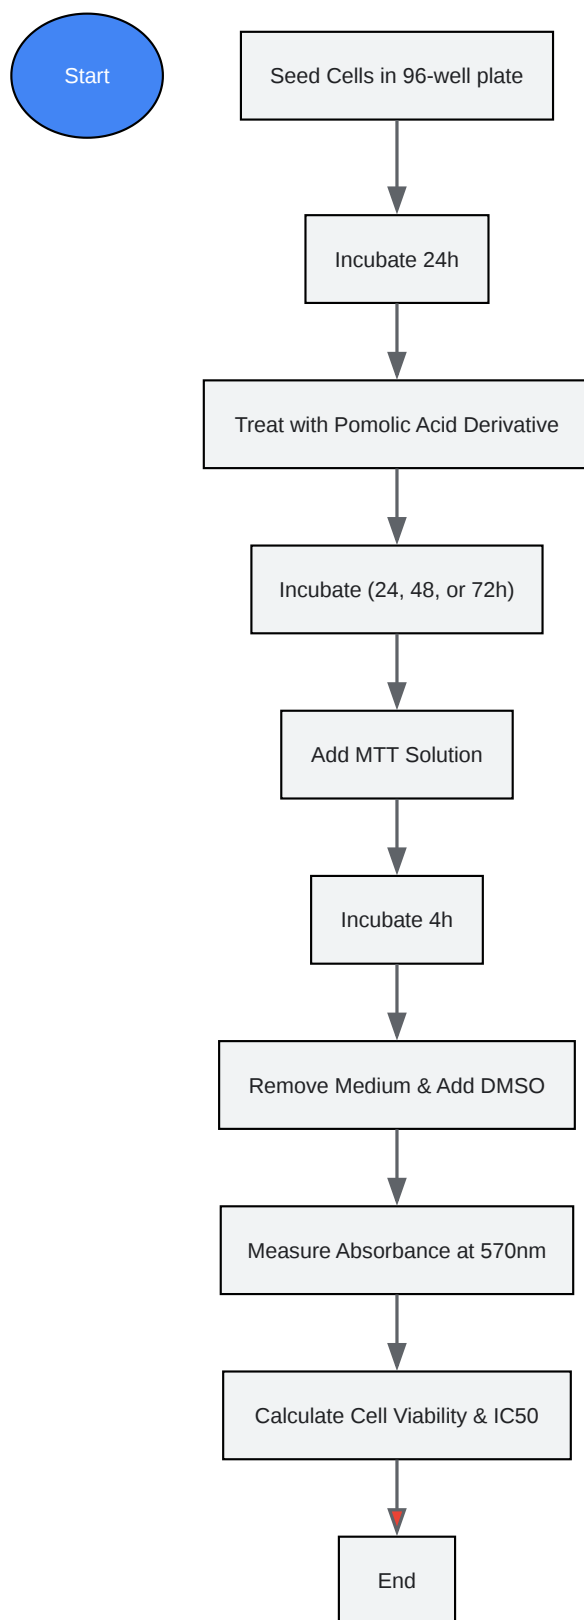 Start
Seed Cells in 96-well plate
Incubate 24h
Treat with Pomolic Acid Derivative
Incubate (24, 48, or 72h)
Add MTT Solution
Incubate 4h
Remove Medium & Add DMSO
Measure Absorbance at 570nm
Calculate Cell Viability & IC50
End